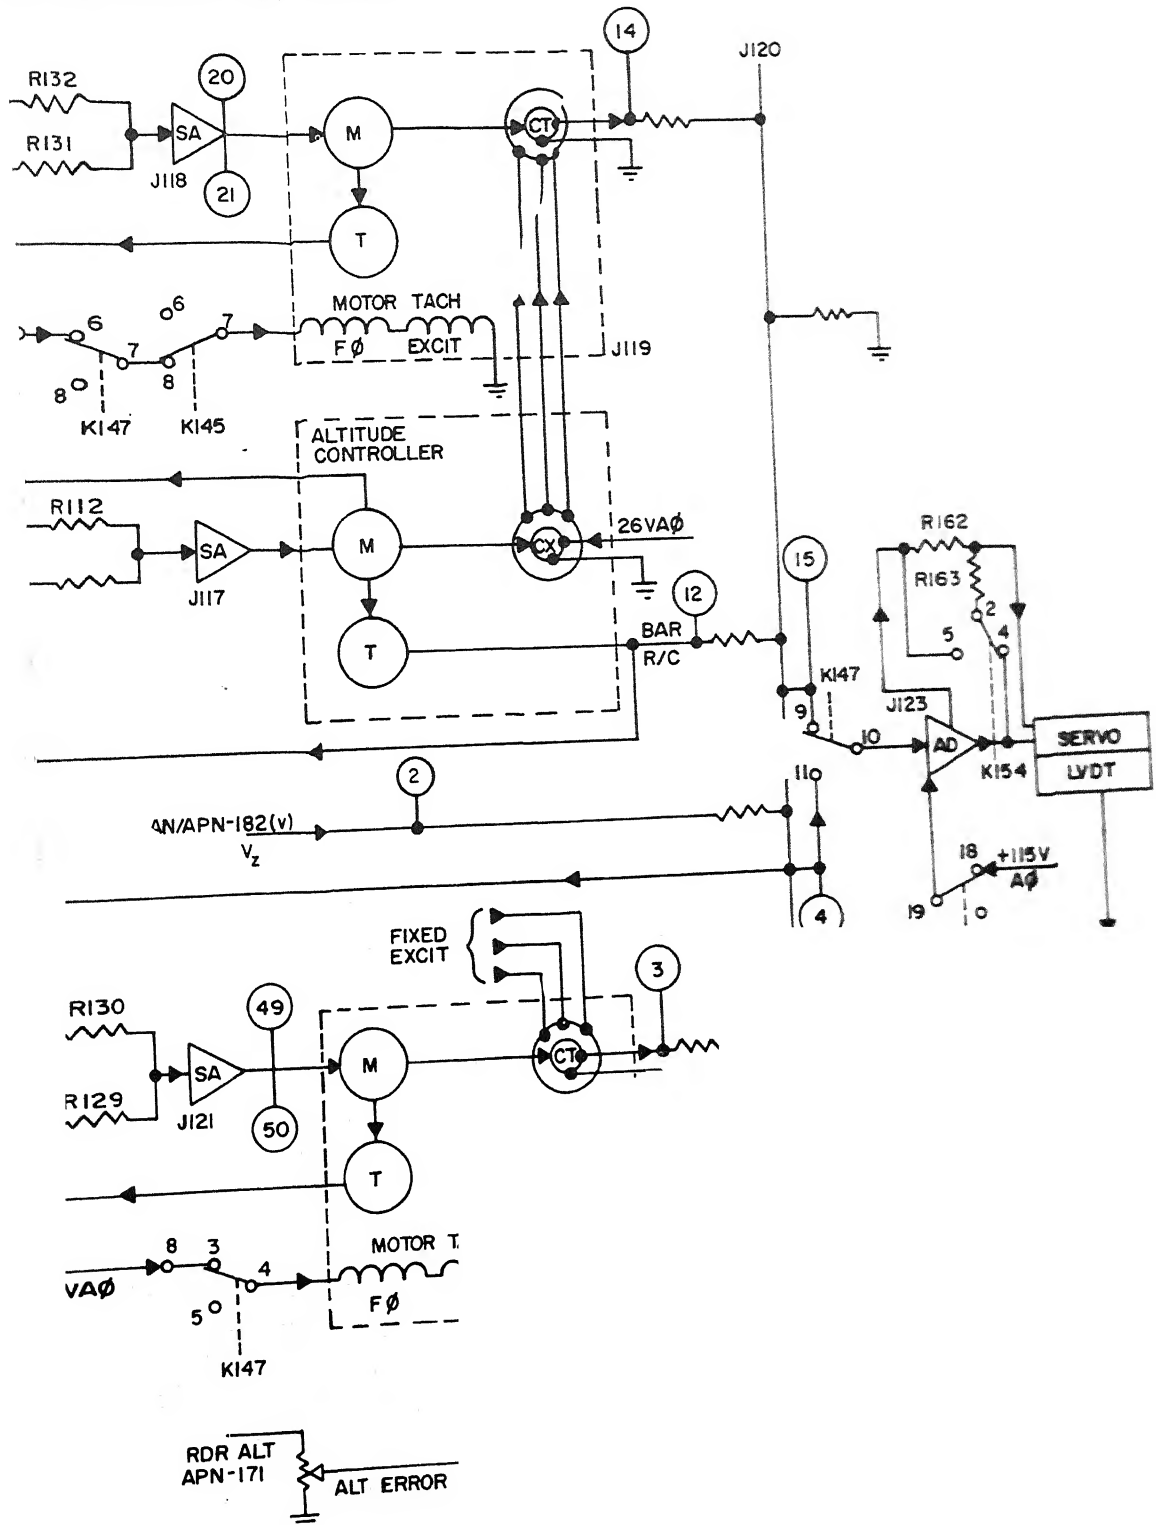 14
J120
R132
20
SA
M
CT
R131
J118
21
T
6
MOTOR TACH
6
7
FØ
EXCIT
J119
7
8
8
K147
K145
ALTITUDE
CONTROLLER
R112
26VAØ
SA
M
CX
J117
R162
R163
15
12
2
T
BAR
R/C
5
4
K147
J123
9
10
AD
SERVO
K154
LVDT
2
11
AN/APN-182(v)
Vz
18
+115V
AØ
19
4
FIXED
EXCIT
3
R130
49
SA
M
CT
R129
J121
50
T
8
3
4
MOTOR T
VAØ
5
FØ
K147
RDR ALT
APN-171
ALT ERROR